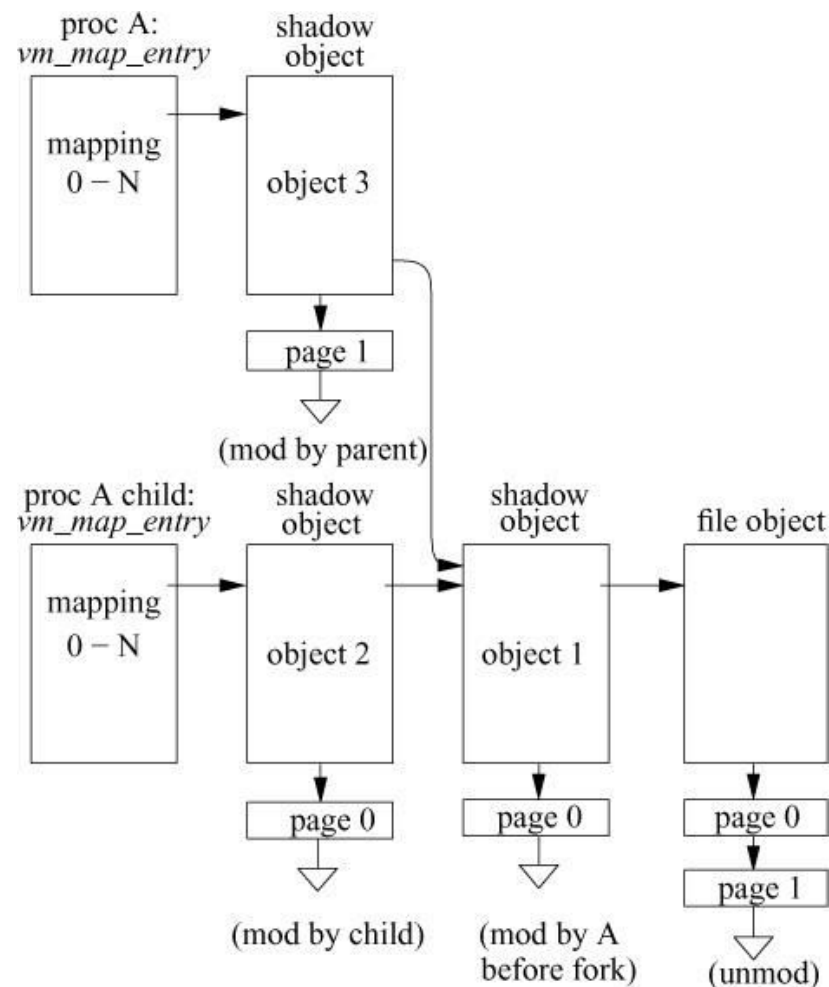 proc A:
vm_map_entry
shadow
object
mapping
0 – N
object 3
page 1
(mod by parent)
proc A child:
vm_map_entry
shadow
object
shadow
object
file object
mapping
0 – N
object 2
object 1
page 0
page 0
page 0
page 1
(mod by child)
(mod by A
before fork)
(unmod)